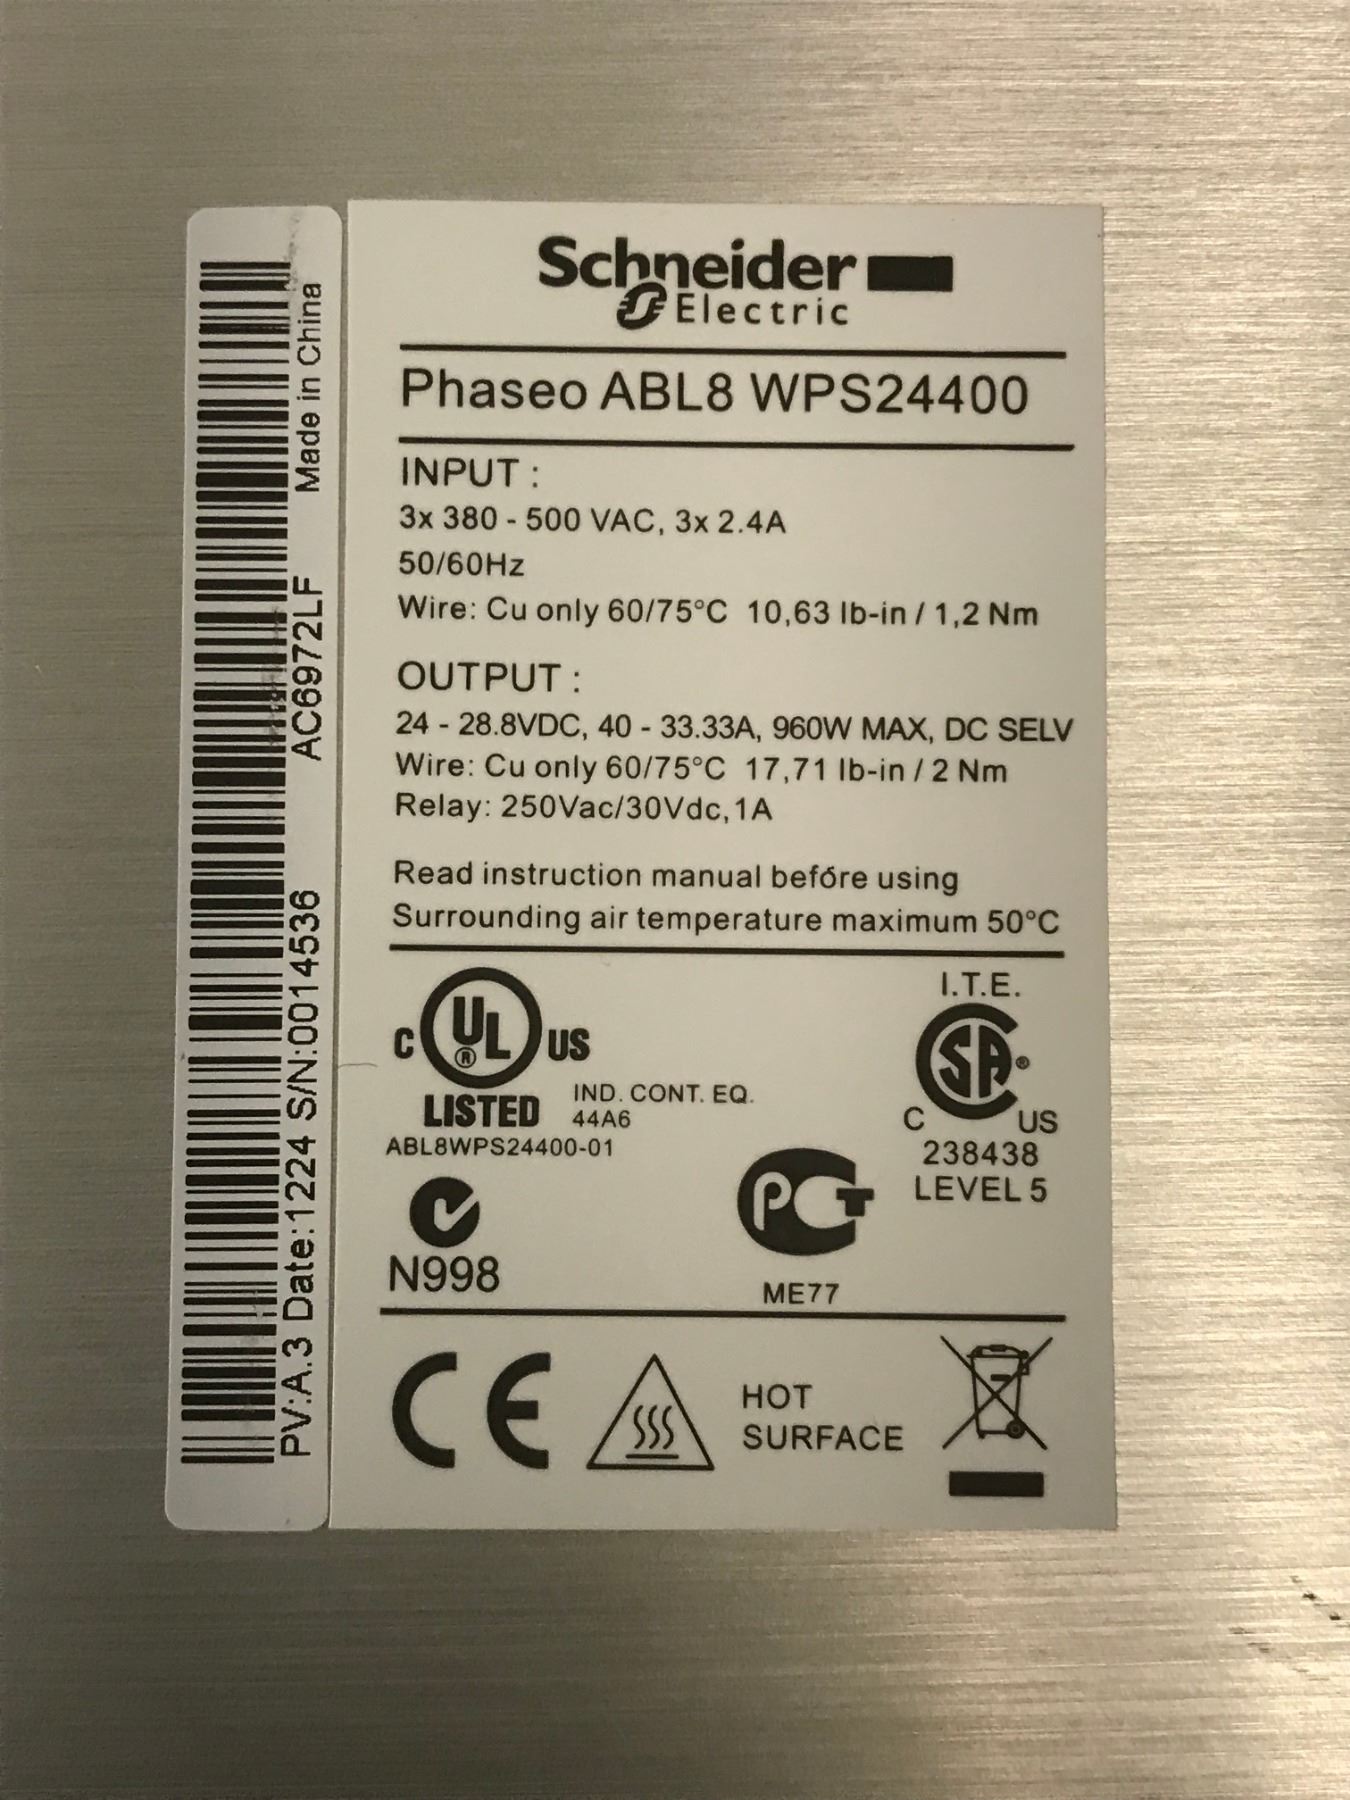 Made in China
AC6972LF
PV:A.3 Date:1224 S/N:0014536
Schneider
Electric
Phaseo ABL8 WPS24400
INPUT :
3x 380 - 500 VAC, 3x 2.4A
50/60Hz
Wire: Cu only 60/75°C 10,63 lb-in / 1,2 Nm
OUTPUT :
24 - 28.8VDC, 40 - 33.33A, 960W MAX, DC SELV
Wire: Cu only 60/75°C 17,71 lb-in / 2 Nm
Relay: 250Vac/30Vdc,1A
Read instruction manual before using
Surrounding air temperature maximum 50°C
C UL ® US
LISTED
IND. CONT. EQ.
44A6
ABL8WPS24400-01
I.T.E.
SA ®
C US
238438
LEVEL 5
N998
PCT
ME77
CE
HOT
SURFACE